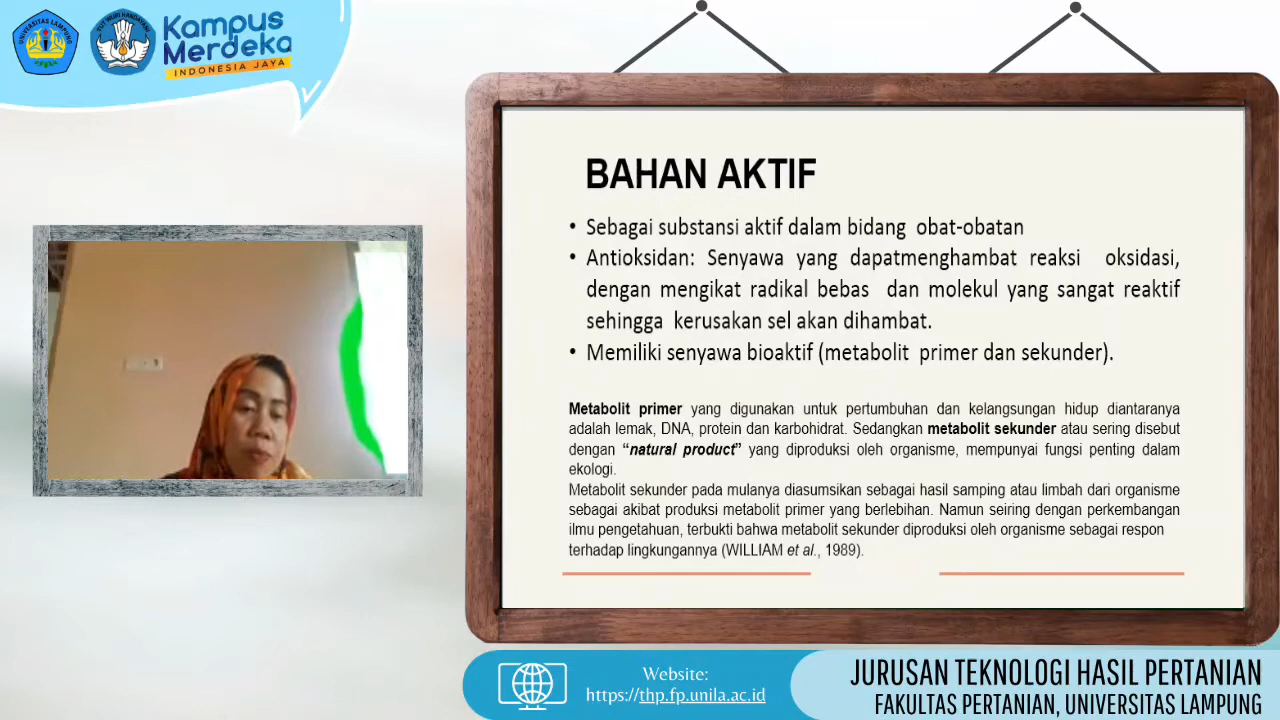 UNIVERSITAS LAMPUNG
TUT WURI HANDAYANI
Kampus
Merdeka
INDONESIA JAYA
BAHAN AKTIF
• Sebagai substansi aktif dalam bidang obat-obatan
• Antioksidan: Senyawa yang dapatmenghambat reaksi oksidasi,
dengan mengikat radikal bebas dan molekul yang sangat reaktif
sehingga kerusakan sel akan dihambat.
• Memiliki senyawa bioaktif (metabolit primer dan sekunder).
Metabolit primer yang digunakan untuk pertumbuhan dan kelangsungan hidup diantaranya
adalah lemak, DNA, protein dan karbohidrat. Sedangkan metabolit sekunder atau sering disebut
dengan “natural product” yang diproduksi oleh organisme, mempunyai fungsi penting dalam
ekologi.
Metabolit sekunder pada mulanya diasumsikan sebagai hasil samping atau limbah dari organisme
sebagai akibat produksi metabolit primer yang berlebihan. Namun seiring dengan perkembangan
ilmu pengetahuan, terbukti bahwa metabolit sekunder diproduksi oleh organisme sebagai respon
terhadap lingkungannya (WILLIAM et al., 1989).
Website:
https://thp.fp.unila.ac.id
JURUSAN TEKNOLOGI HASIL PERTANIAN
FAKULTAS PERTANIAN, UNIVERSITAS LAMPUNG